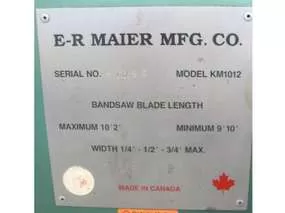 E-R MAIER MFG. CO.
SERIAL NO.
MODEL KM1012
BANDSAW BLADE LENGTH
MAXIMUM 10' 2"
MINIMUM 9' 10"
WIDTH 1/4" - 1/2" - 3/4" MAX.
MADE IN CANADA